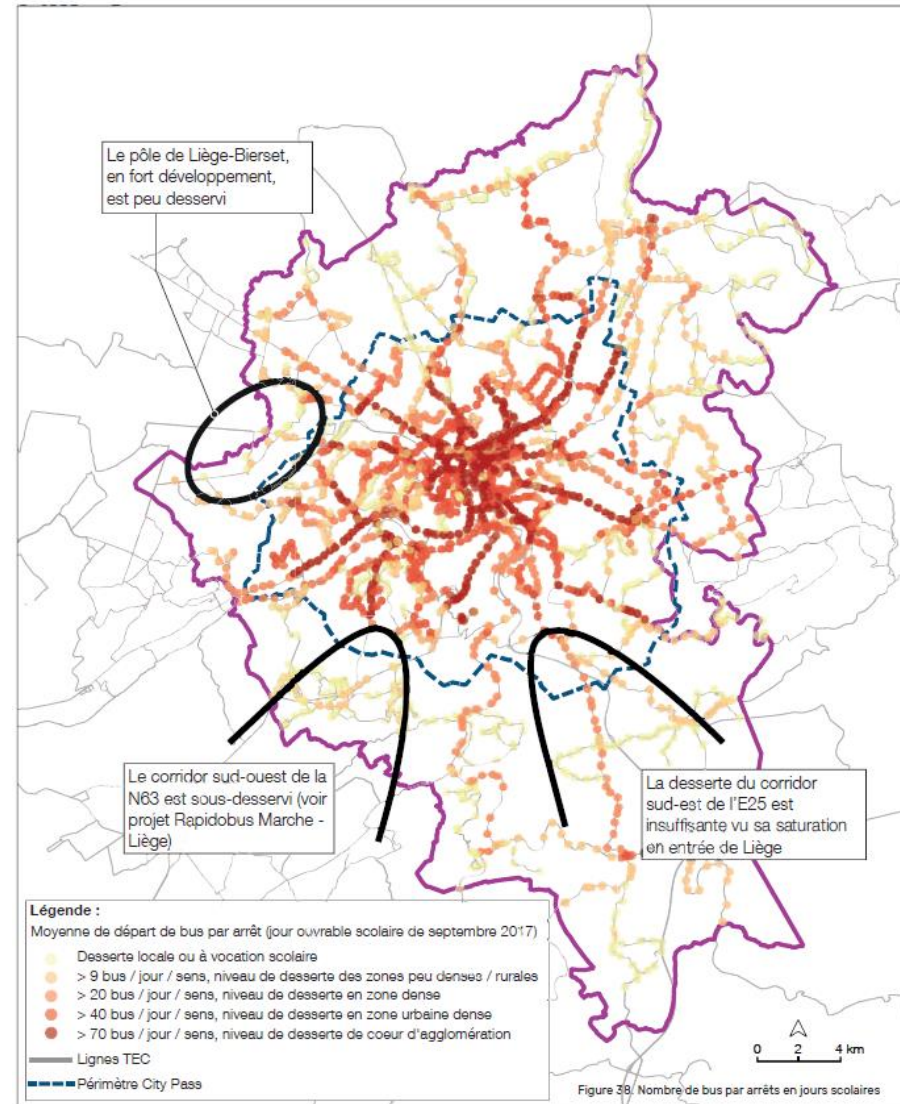 Le pôle de Liège-Bierset,
en fort développement,
est peu desservi
Le corridor sud-ouest de la
N63 est sous-desservi (voir
projet Rapidobus Marche -
Liège)
La desserte du corridor
sud-est de l'E25 est
insuffisante vu sa saturation
en entrée de Liège
Légende :
Moyenne de départ de bus par arrêt (jour ouvrable scolaire de septembre 2017)
Desserte locale ou à vocation scolaire
> 9 bus / jour / sens, niveau de desserte des zones peu denses / rurales
> 20 bus / jour / sens, niveau de desserte en zone dense
> 40 bus / jour / sens, niveau de desserte en zone urbaine dense
> 70 bus / jour / sens, niveau de desserte de coeur d'agglomération
Lignes TEC
Périmètre City Pass
0 2 4 km
Figure 38. Nombre de bus par arrêts en jours scolaires